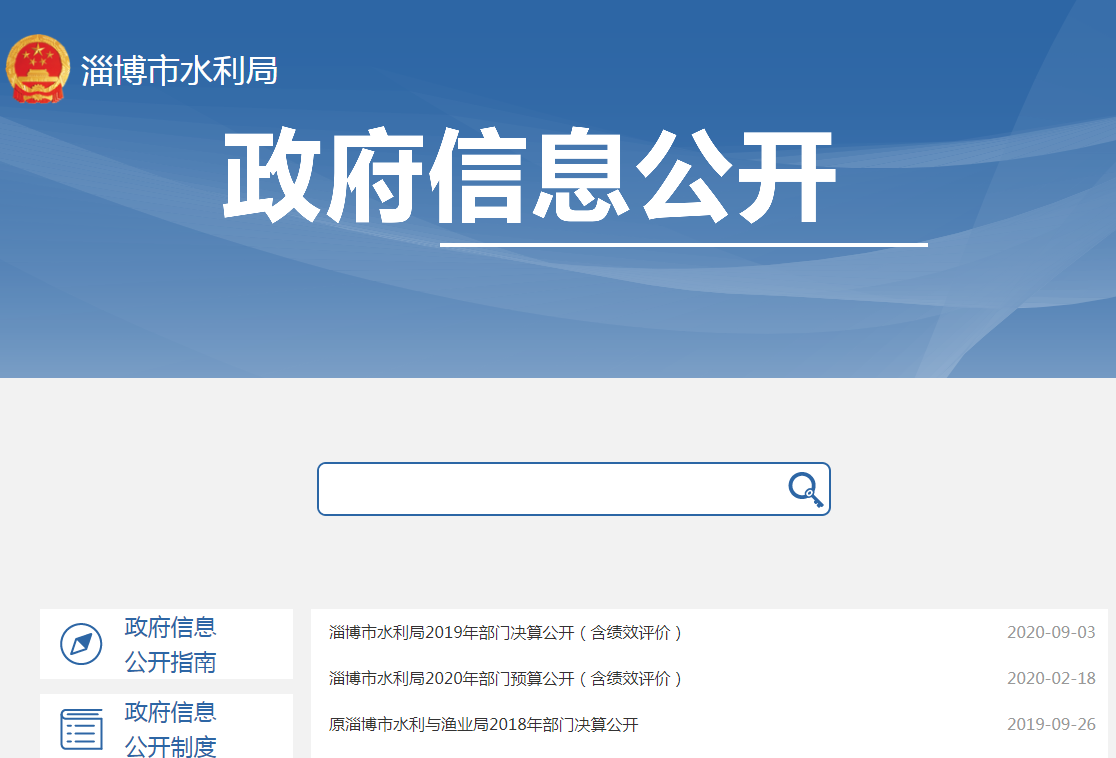 淄博市水利局
政府信息公开
政府信息
公开指南
政府信息
公开制度
淄博市水利局2019年部门决算公开（含绩效评价） 2020-09-03
淄博市水利局2020年部门预算公开（含绩效评价） 2020-02-18
原淄博市水利与渔业局2018年部门决算公开 2019-09-26